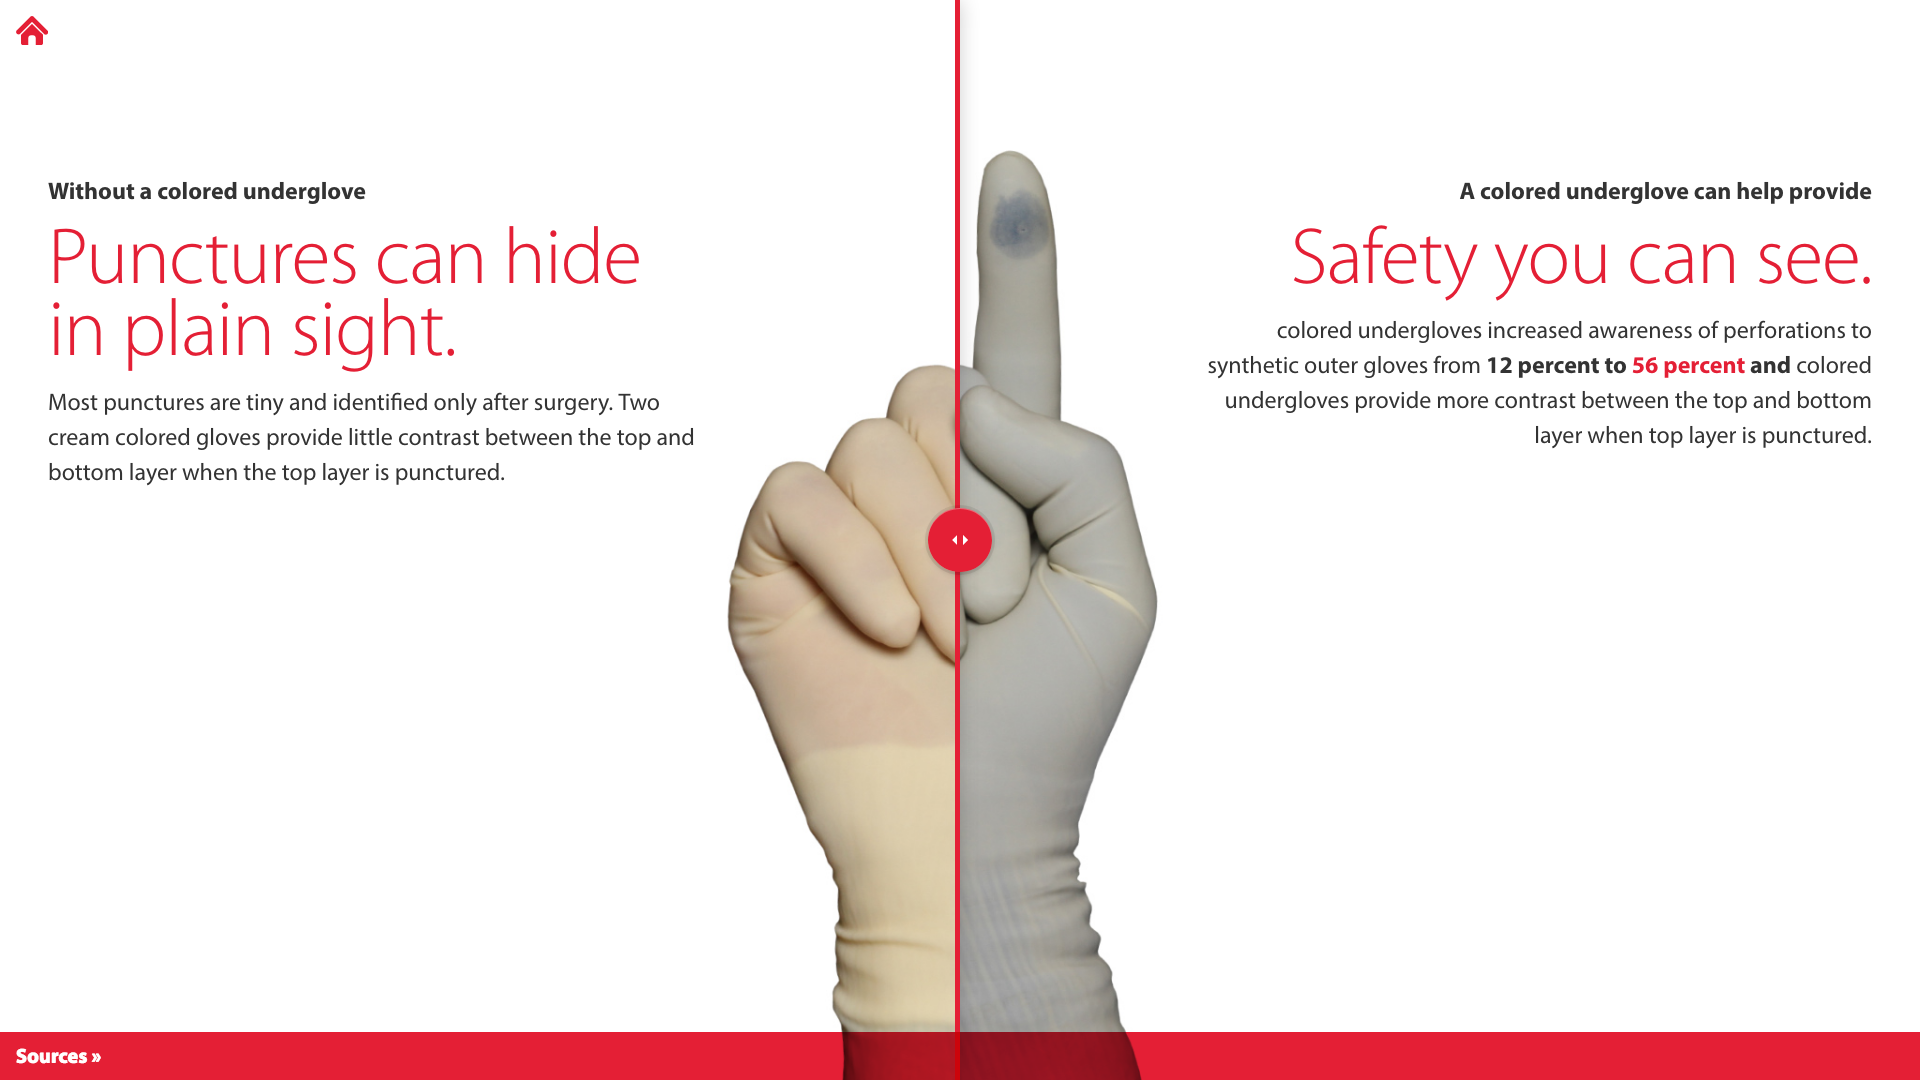 Without a colored underglove
Punctures can hide
in plain sight.
Most punctures are tiny and identified only after surgery. Two
cream colored gloves provide little contrast between the top and
bottom layer when the top layer is punctured.
A colored underglove can help provide
Safety you can see.
colored undergloves increased awareness of perforations to
synthetic outer gloves from 12 percent to 56 percent and colored
undergloves provide more contrast between the top and bottom
layer when top layer is punctured.
Sources »